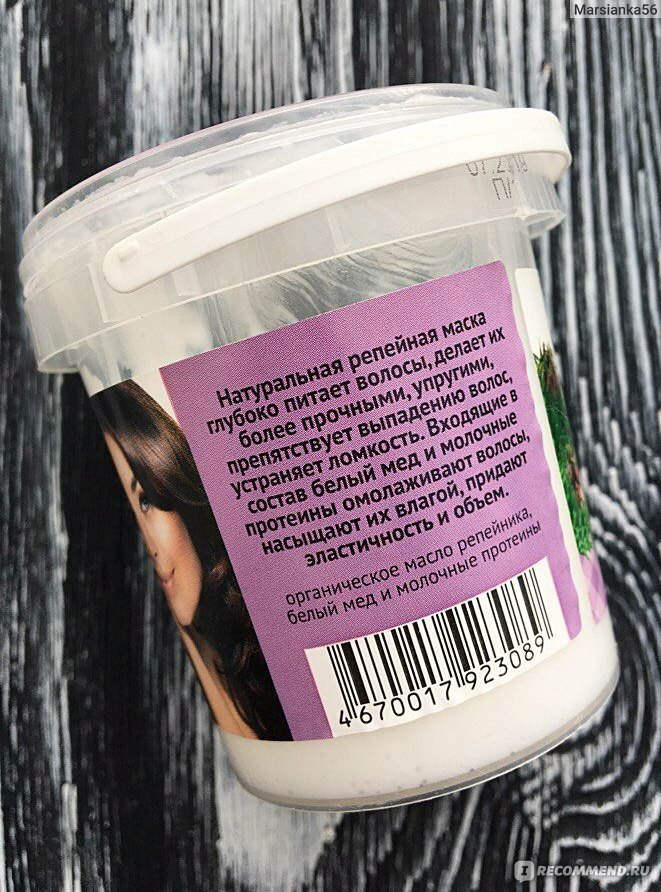 Marsianka56
Натуральная репейная маска
глубоко питает волосы, делает их
более прочными, упругими,
препятствует выпадению волос,
устраняет ломкость. Входящие в
состав белый мед и молочные
протеины омолаживают волосы,
насыщают их влагой, придают
эластичность и объем.
органическое масло репейника,
белый мед и молочные протеины
4 670017 923089
IRECOMMEND.RU